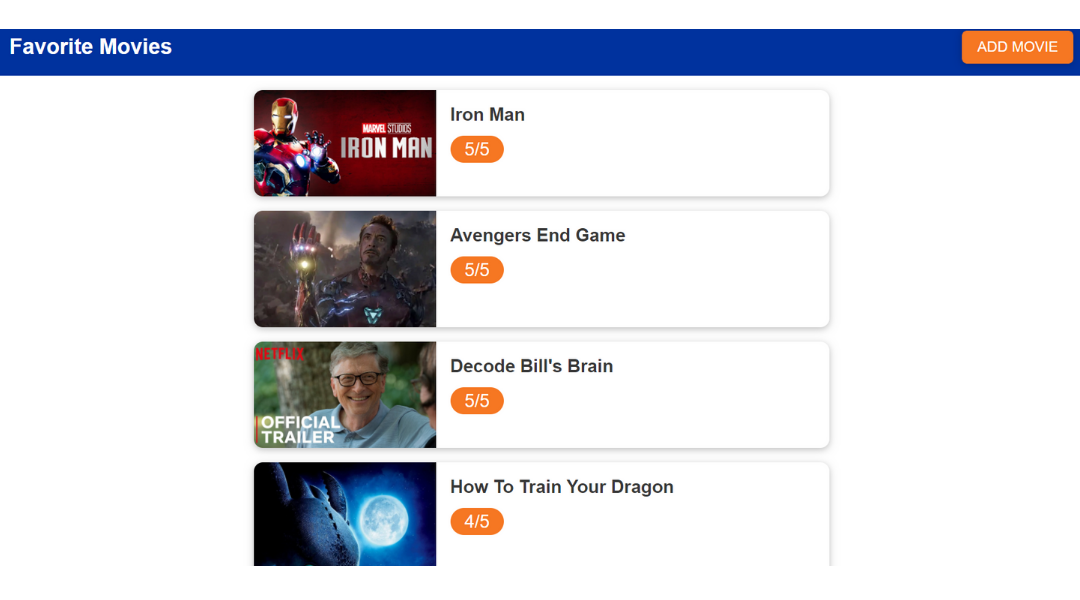 Favorite Movies
ADD MOVIE
MARVEL STUDIOS
IRON MAN
Iron Man
5/5
Avengers End Game
5/5
NETFLIX
OFFICIAL
TRAILER
Decode Bill's Brain
5/5
How To Train Your Dragon
4/5